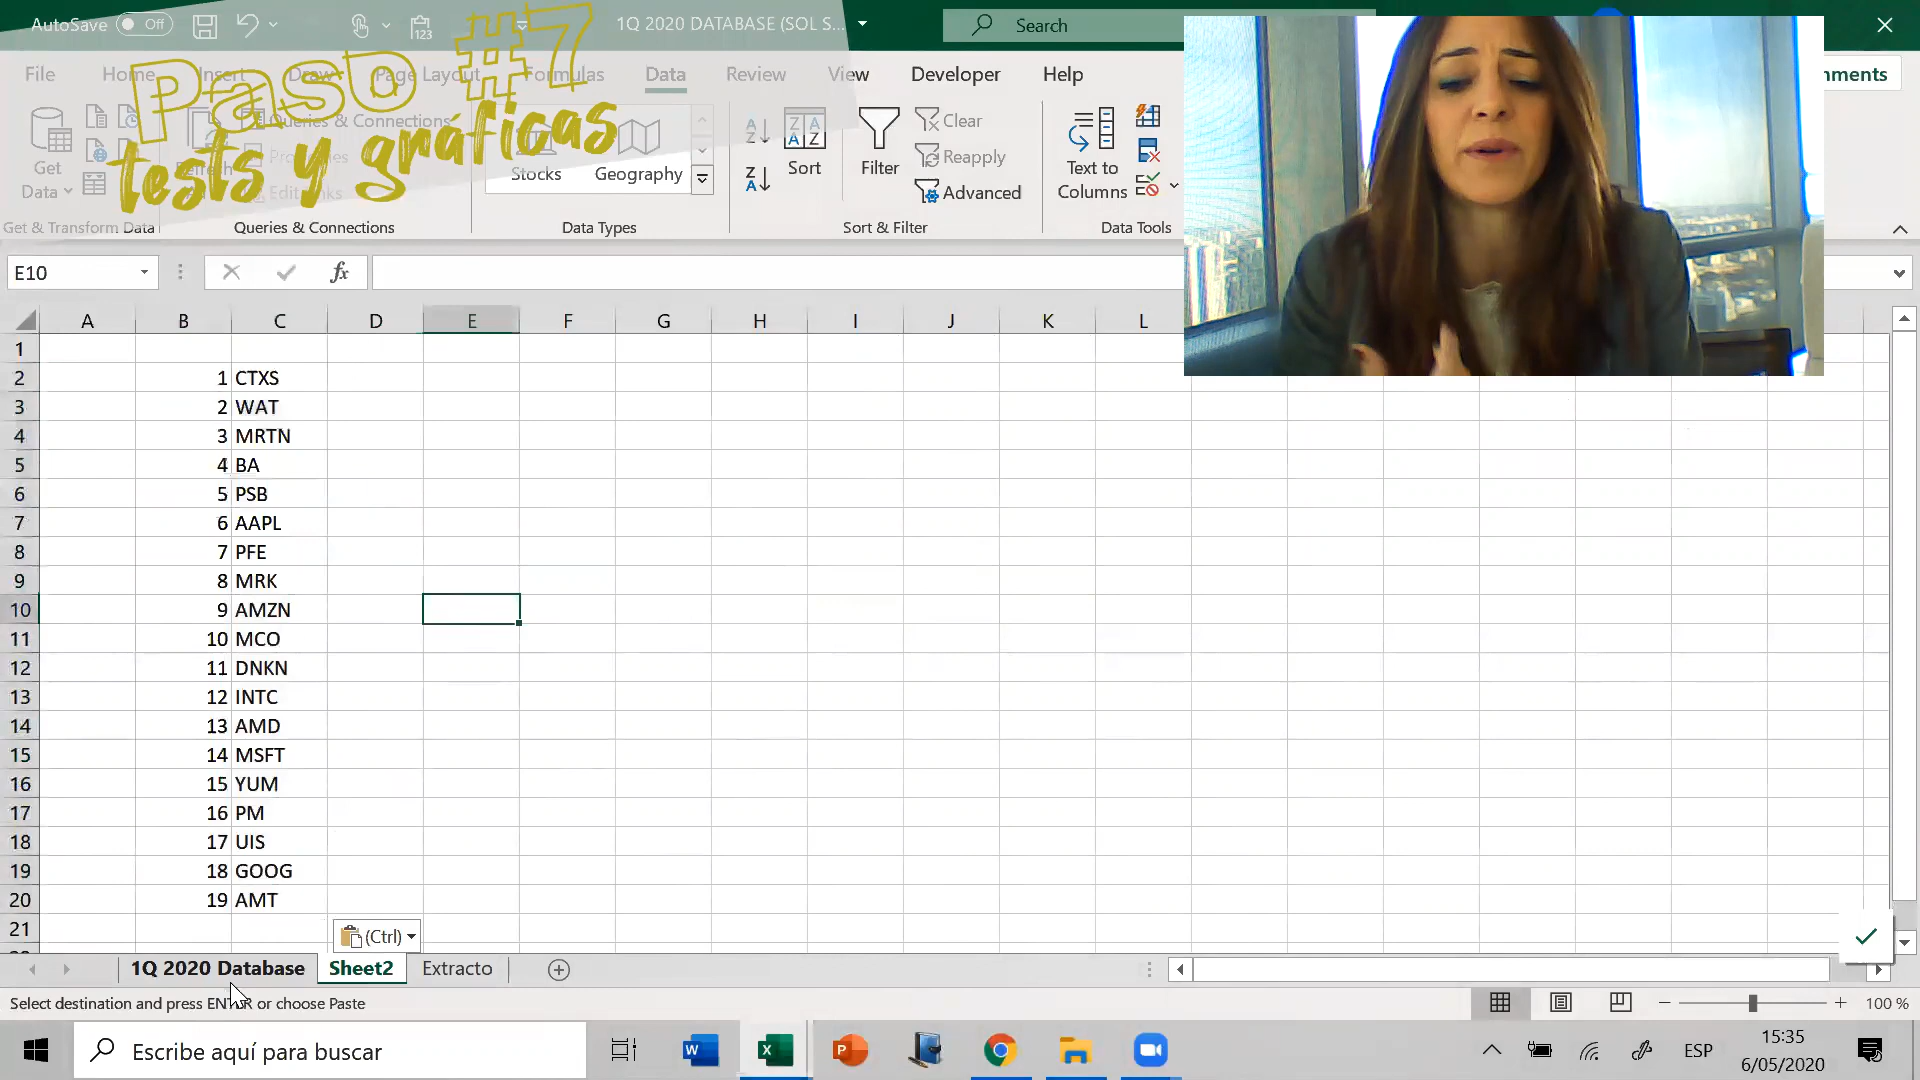 AutoSave Off
1Q 2020 DATABASE (SOL S...
Search
Paso #7
tests y gráficas
File Home Insert Draw Page Layout Formulas Data Review View Developer Help
mments
Get
Data
Queries & Connections
Properties
Edit Links
Stocks
Geography
Sort
Filter
Clear
Reapply
Advanced
Text to
Columns
Get & Transform Data
Queries & Connections
Data Types
Sort & Filter
Data Tools
E10
fx
A B C D E F G H I J K L
1
2 1 CTXS
3 2 WAT
4 3 MRTN
5 4 BA
6 5 PSB
7 6 AAPL
8 7 PFE
9 8 MRK
10 9 AMZN
11 10 MCO
12 11 DNKN
13 12 INTC
14 13 AMD
15 14 MSFT
16 15 YUM
17 16 PM
18 17 UIS
19 18 GOOG
20 19 AMT
21
(Ctrl)
1Q 2020 Database Sheet2 Extracto
Select destination and press ENTER or choose Paste
100 %
Escribe aquí para buscar
ESP
15:35
6/05/2020